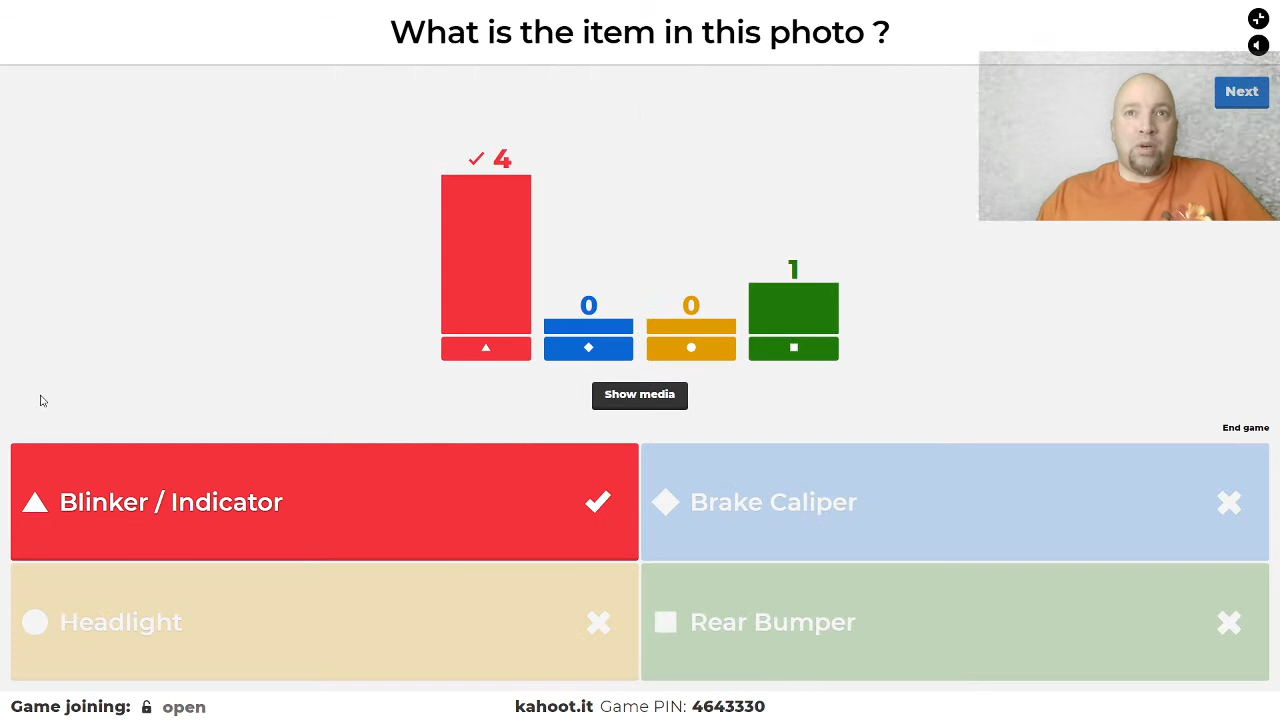 What is the item in this photo ?
Next
4
0
0
1
Show media
End game
Blinker / Indicator
Brake Caliper
Headlight
Rear Bumper
Game joining: open
kahoot.it Game PIN: 4643330